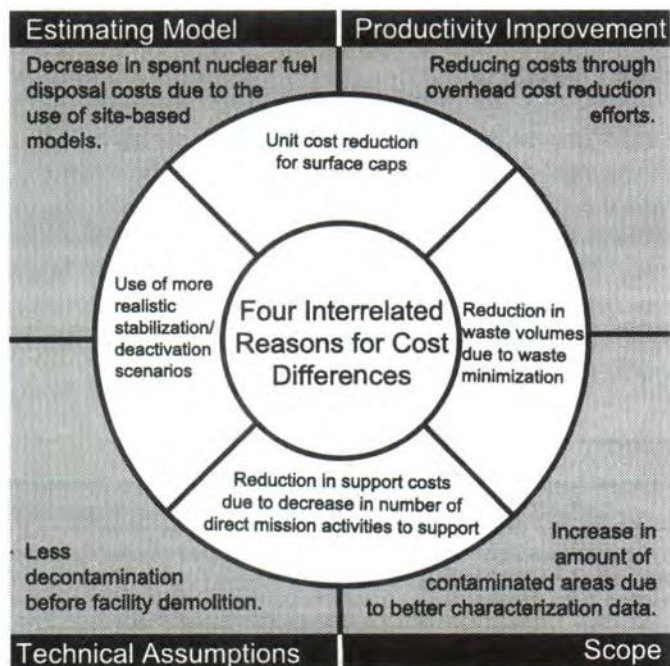 Estimating Model
Productivity Improvement
Decrease in spent nuclear fuel
disposal costs due to the
use of site-based
models.
Reducing costs through
overhead cost reduction
efforts.
Unit cost reduction
for surface caps
Use of more
realistic
stabilization/
deactivation
scenarios
Four Interrelated
Reasons for Cost
Differences
Reduction in
waste volumes
due to waste
minimization
Reduction in support costs
due to decrease in number of
direct mission activities to support
Less
decontamination
before facility demolition.
Increase in
amount of
contaminated areas due
to better characterization data.
Technical Assumptions
Scope